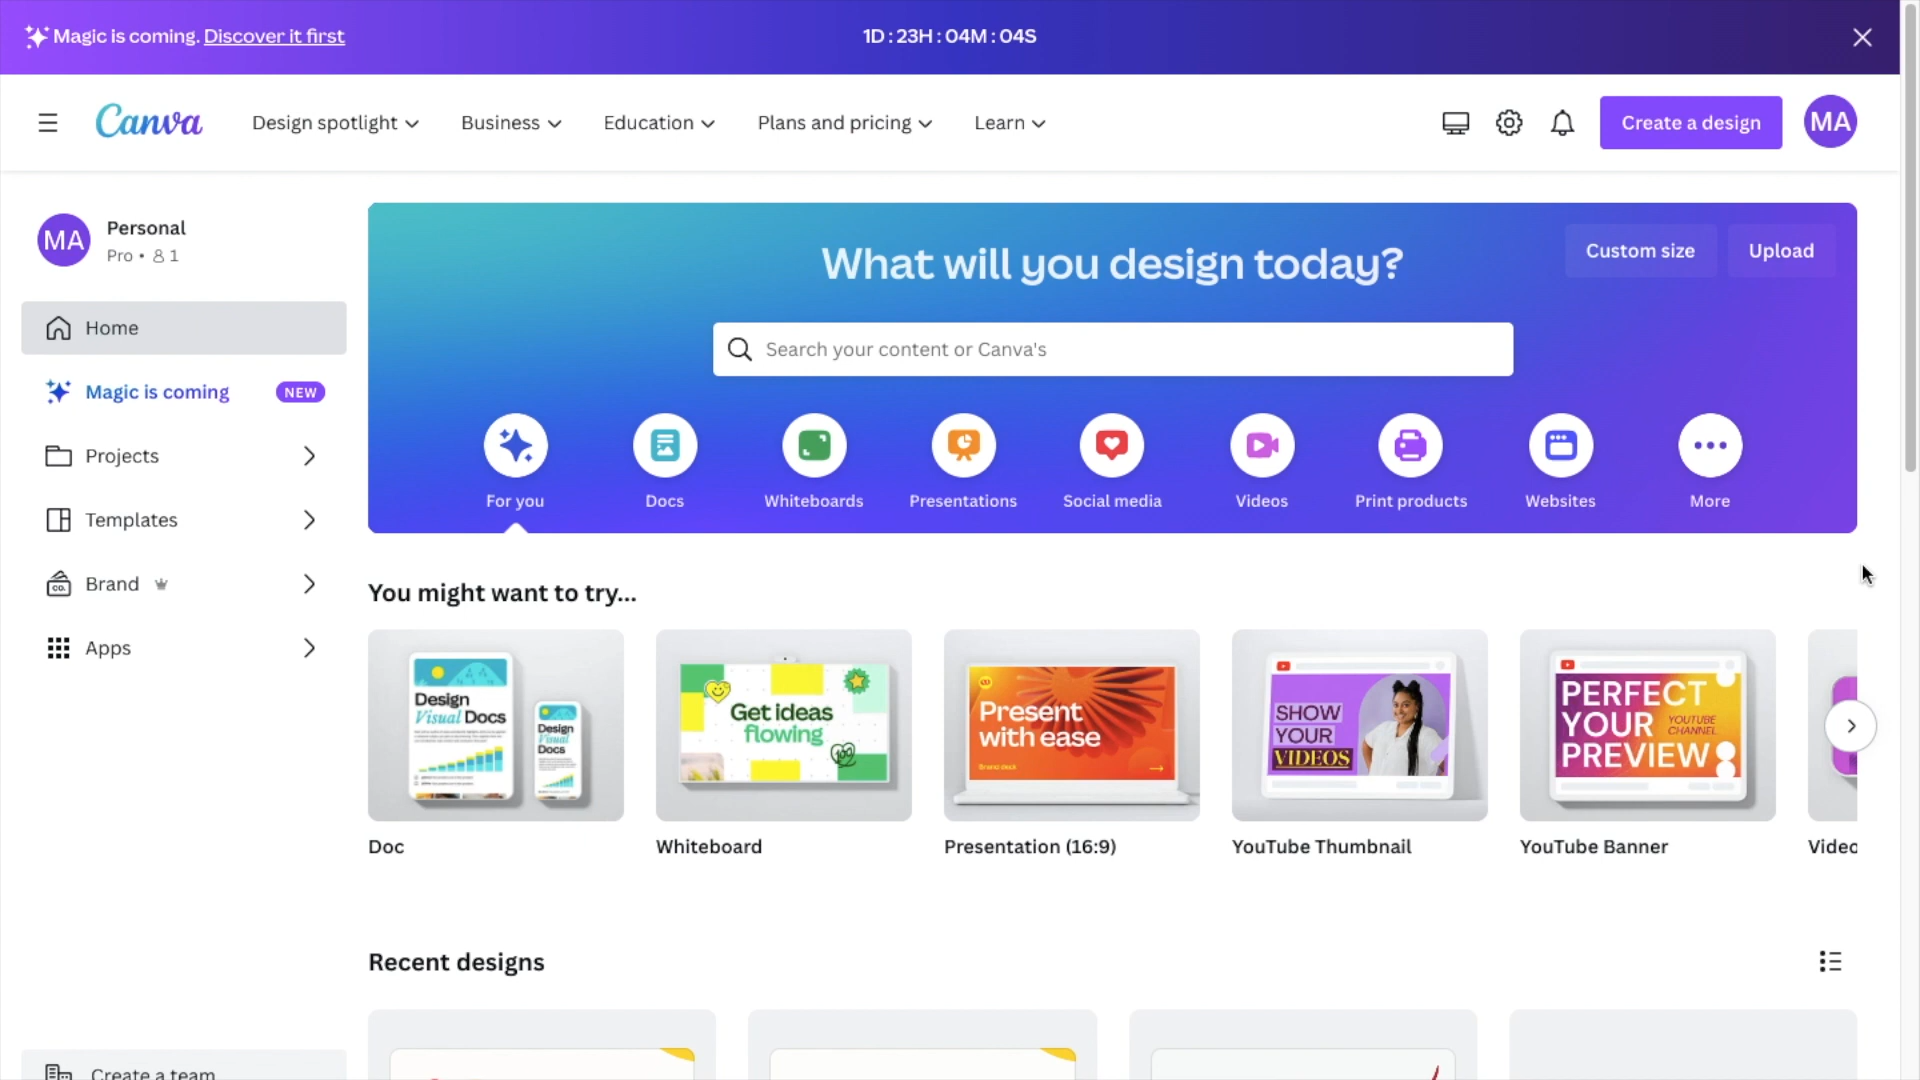 Magic is coming. Discover it first
1D : 23H : 04M : 04S
Canva
Design spotlight
Business
Education
Plans and pricing
Learn
Create a design
MA
MA
Personal
Pro • 1
Home
Magic is coming
NEW
Projects
Templates
Brand
CO.
Apps
Create a team
What will you design today?
Custom size
Upload
Search your content or Canva's
For you
Docs
Whiteboards
Presentations
Social media
Videos
Print products
Websites
More
You might want to try...
Design
Visual Docs
Design
Visual
Docs
Doc
Get ideas
flowing
100
Whiteboard
Present
with ease
Brand deck
Presentation (16:9)
SHOW
YOUR
VIDEOS
YouTube Thumbnail
PERFECT
YOUR
PREVIEW
YOUTUBE
CHANNEL
YouTube Banner
Video
Recent designs